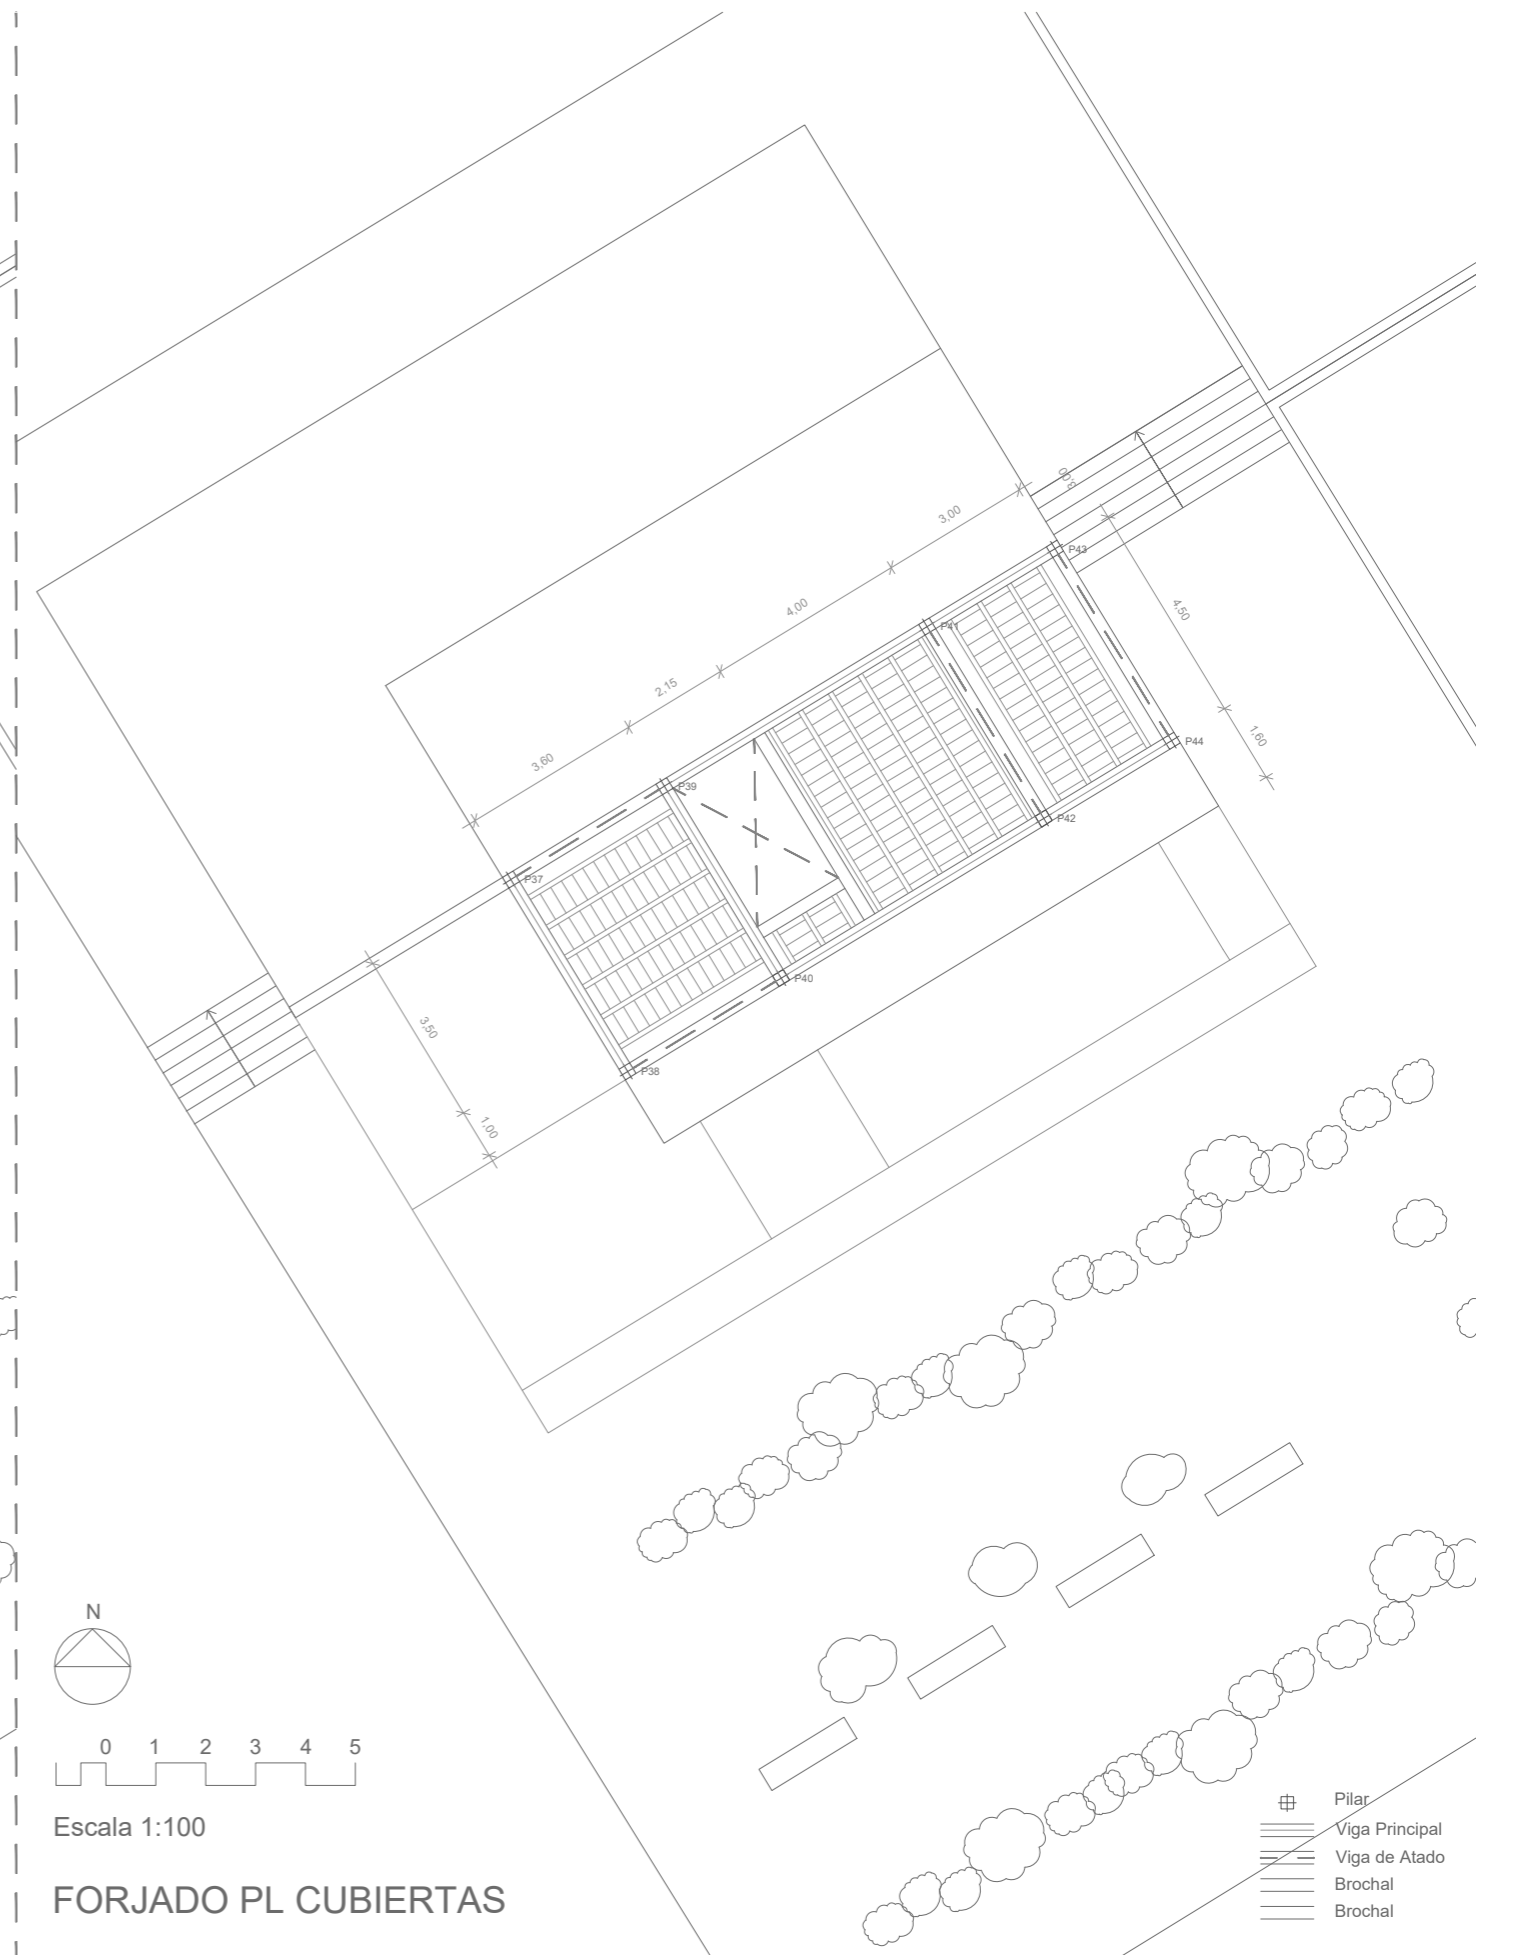 3,00
3,00
P43
4,00
4,50
P41
2,15
1,60
P44
3,60
P39
P42
P37
P40
3,50
P38
1,00
N
0 1 2 3 4 5
Escala 1:100
FORJADO PL CUBIERTAS
Pilar
Viga Principal
Viga de Atado
Brochal
Brochal